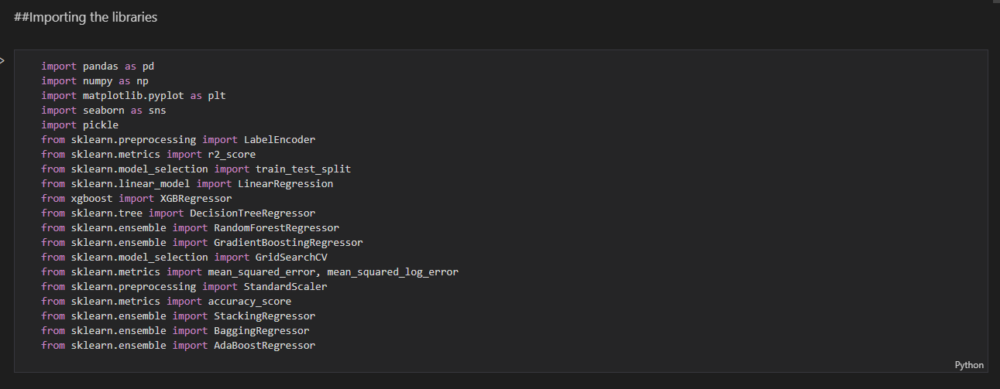 ##Importing the libraries
import pandas as pd
import numpy as np
import matplotlib.pyplot as plt
import seaborn as sns
import pickle
from sklearn.preprocessing import LabelEncoder
from sklearn.metrics import r2_score
from sklearn.model_selection import train_test_split
from sklearn.linear_model import LinearRegression
from xgboost import XGBRegressor
from sklearn.tree import DecisionTreeRegressor
from sklearn.ensemble import RandomForestRegressor
from sklearn.ensemble import GradientBoostingRegressor
from sklearn.model_selection import GridSearchCV
from sklearn.metrics import mean_squared_error, mean_squared_log_error
from sklearn.preprocessing import StandardScaler
from sklearn.metrics import accuracy_score
from sklearn.ensemble import StackingRegressor
from sklearn.ensemble import BaggingRegressor
from sklearn.ensemble import AdaBoostRegressor
Python